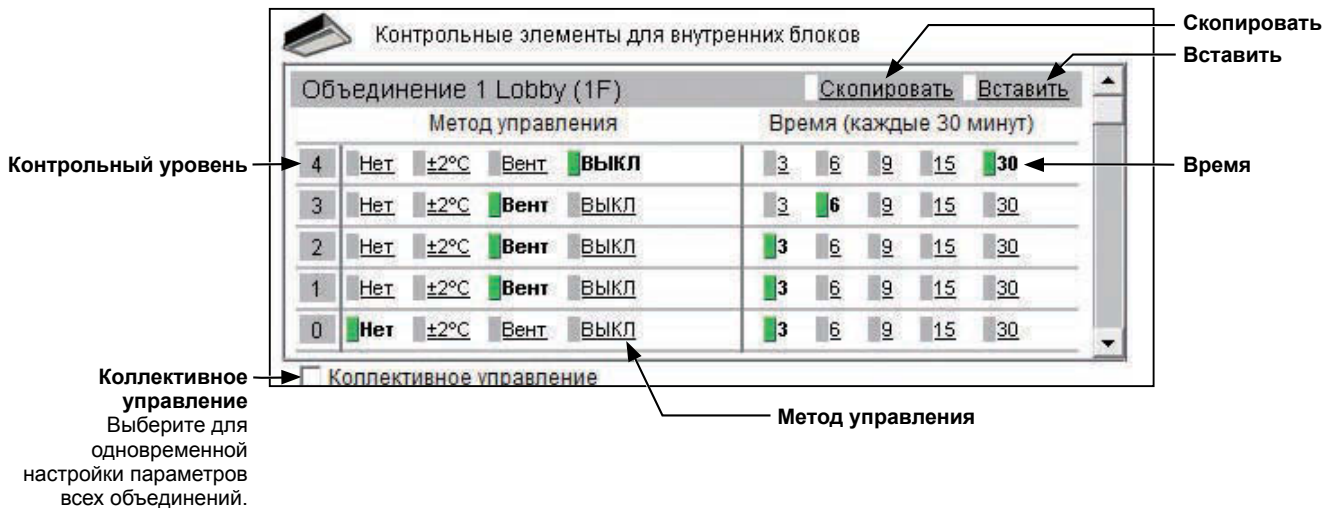 Контрольные элементы для внутренних блоков
Скопировать
Вставить
Объединение 1 Lobby (1F) Скопировать Вставить
Метод управления Время (каждые 30 минут)
Контрольный уровень 4 Нет ±2°C Вент ВЫКЛ 3 6 9 15 30 Время
3 Нет ±2°C Вент ВЫКЛ 3 6 9 15 30
2 Нет ±2°C Вент ВЫКЛ 3 6 9 15 30
1 Нет ±2°C Вент ВЫКЛ 3 6 9 15 30
0 Нет ±2°C Вент ВЫКЛ 3 6 9 15 30
Коллективное управление
Коллективное
управление
Выберите для
одновременной
настройки параметров
всех объединений.
Метод управления